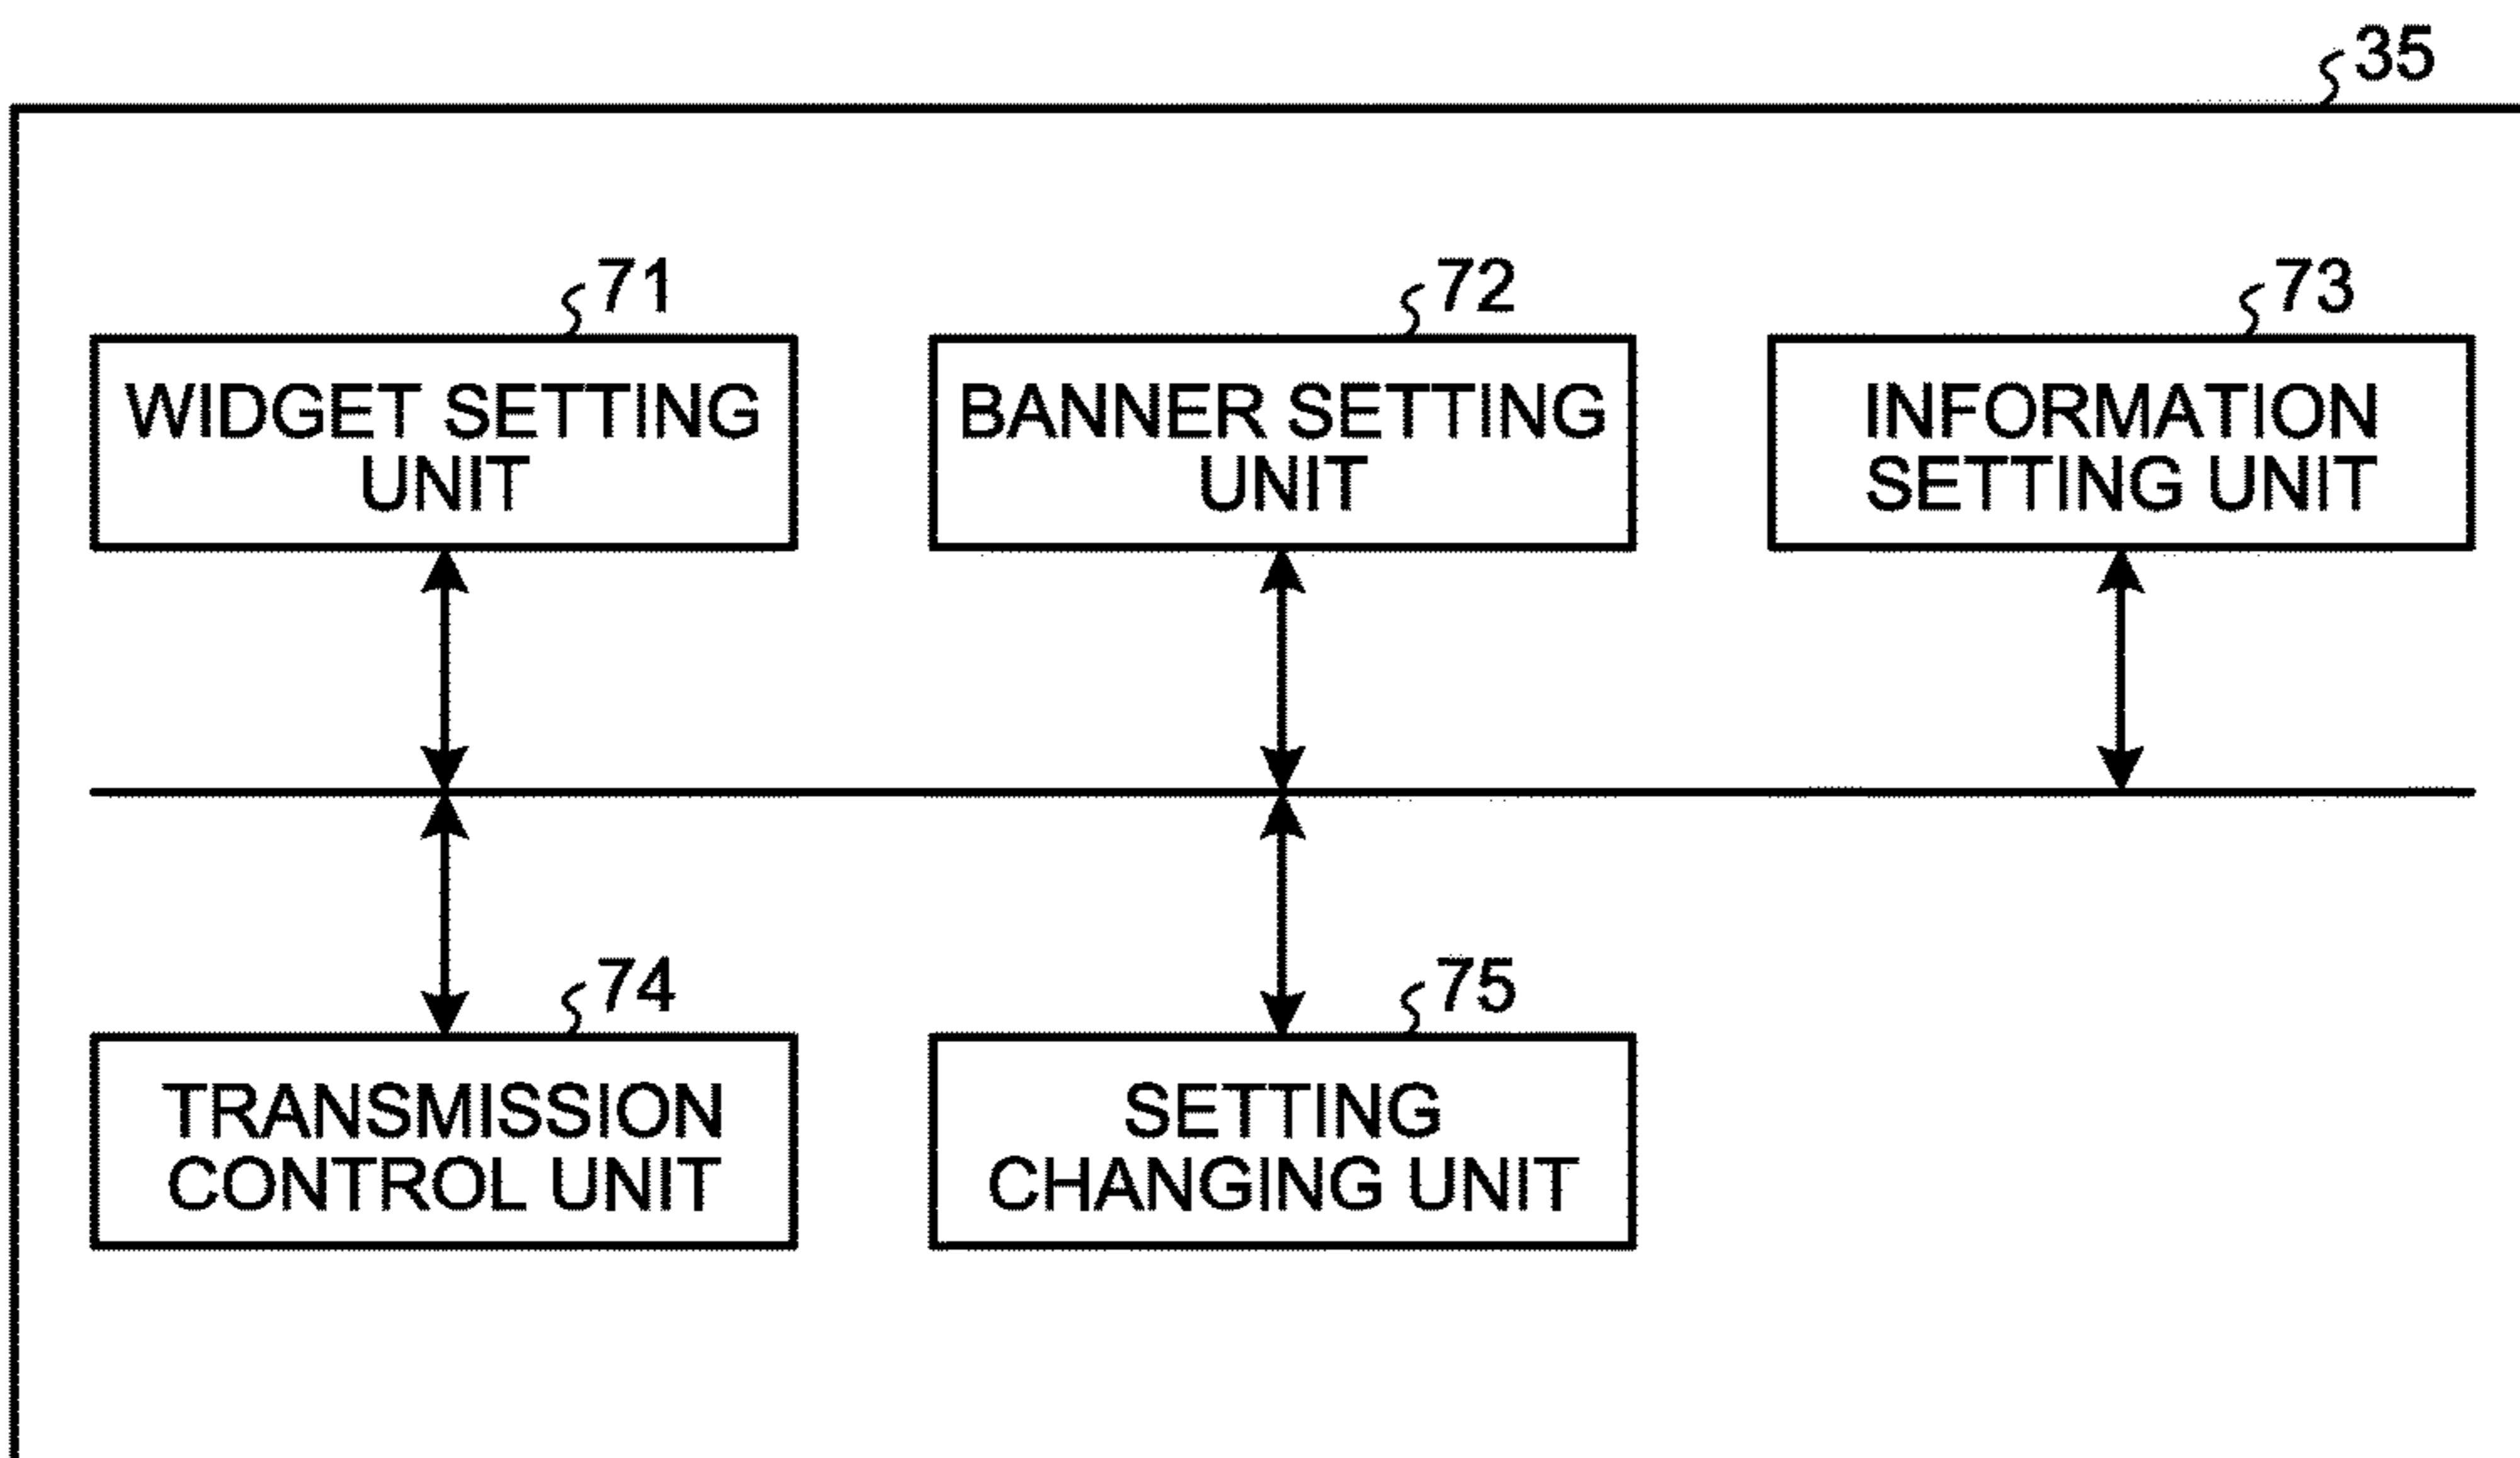 35
71
WIDGET SETTING
UNIT
72
BANNER SETTING
UNIT
73
INFORMATION
SETTING UNIT
74
TRANSMISSION
CONTROL UNIT
75
SETTING
CHANGING UNIT